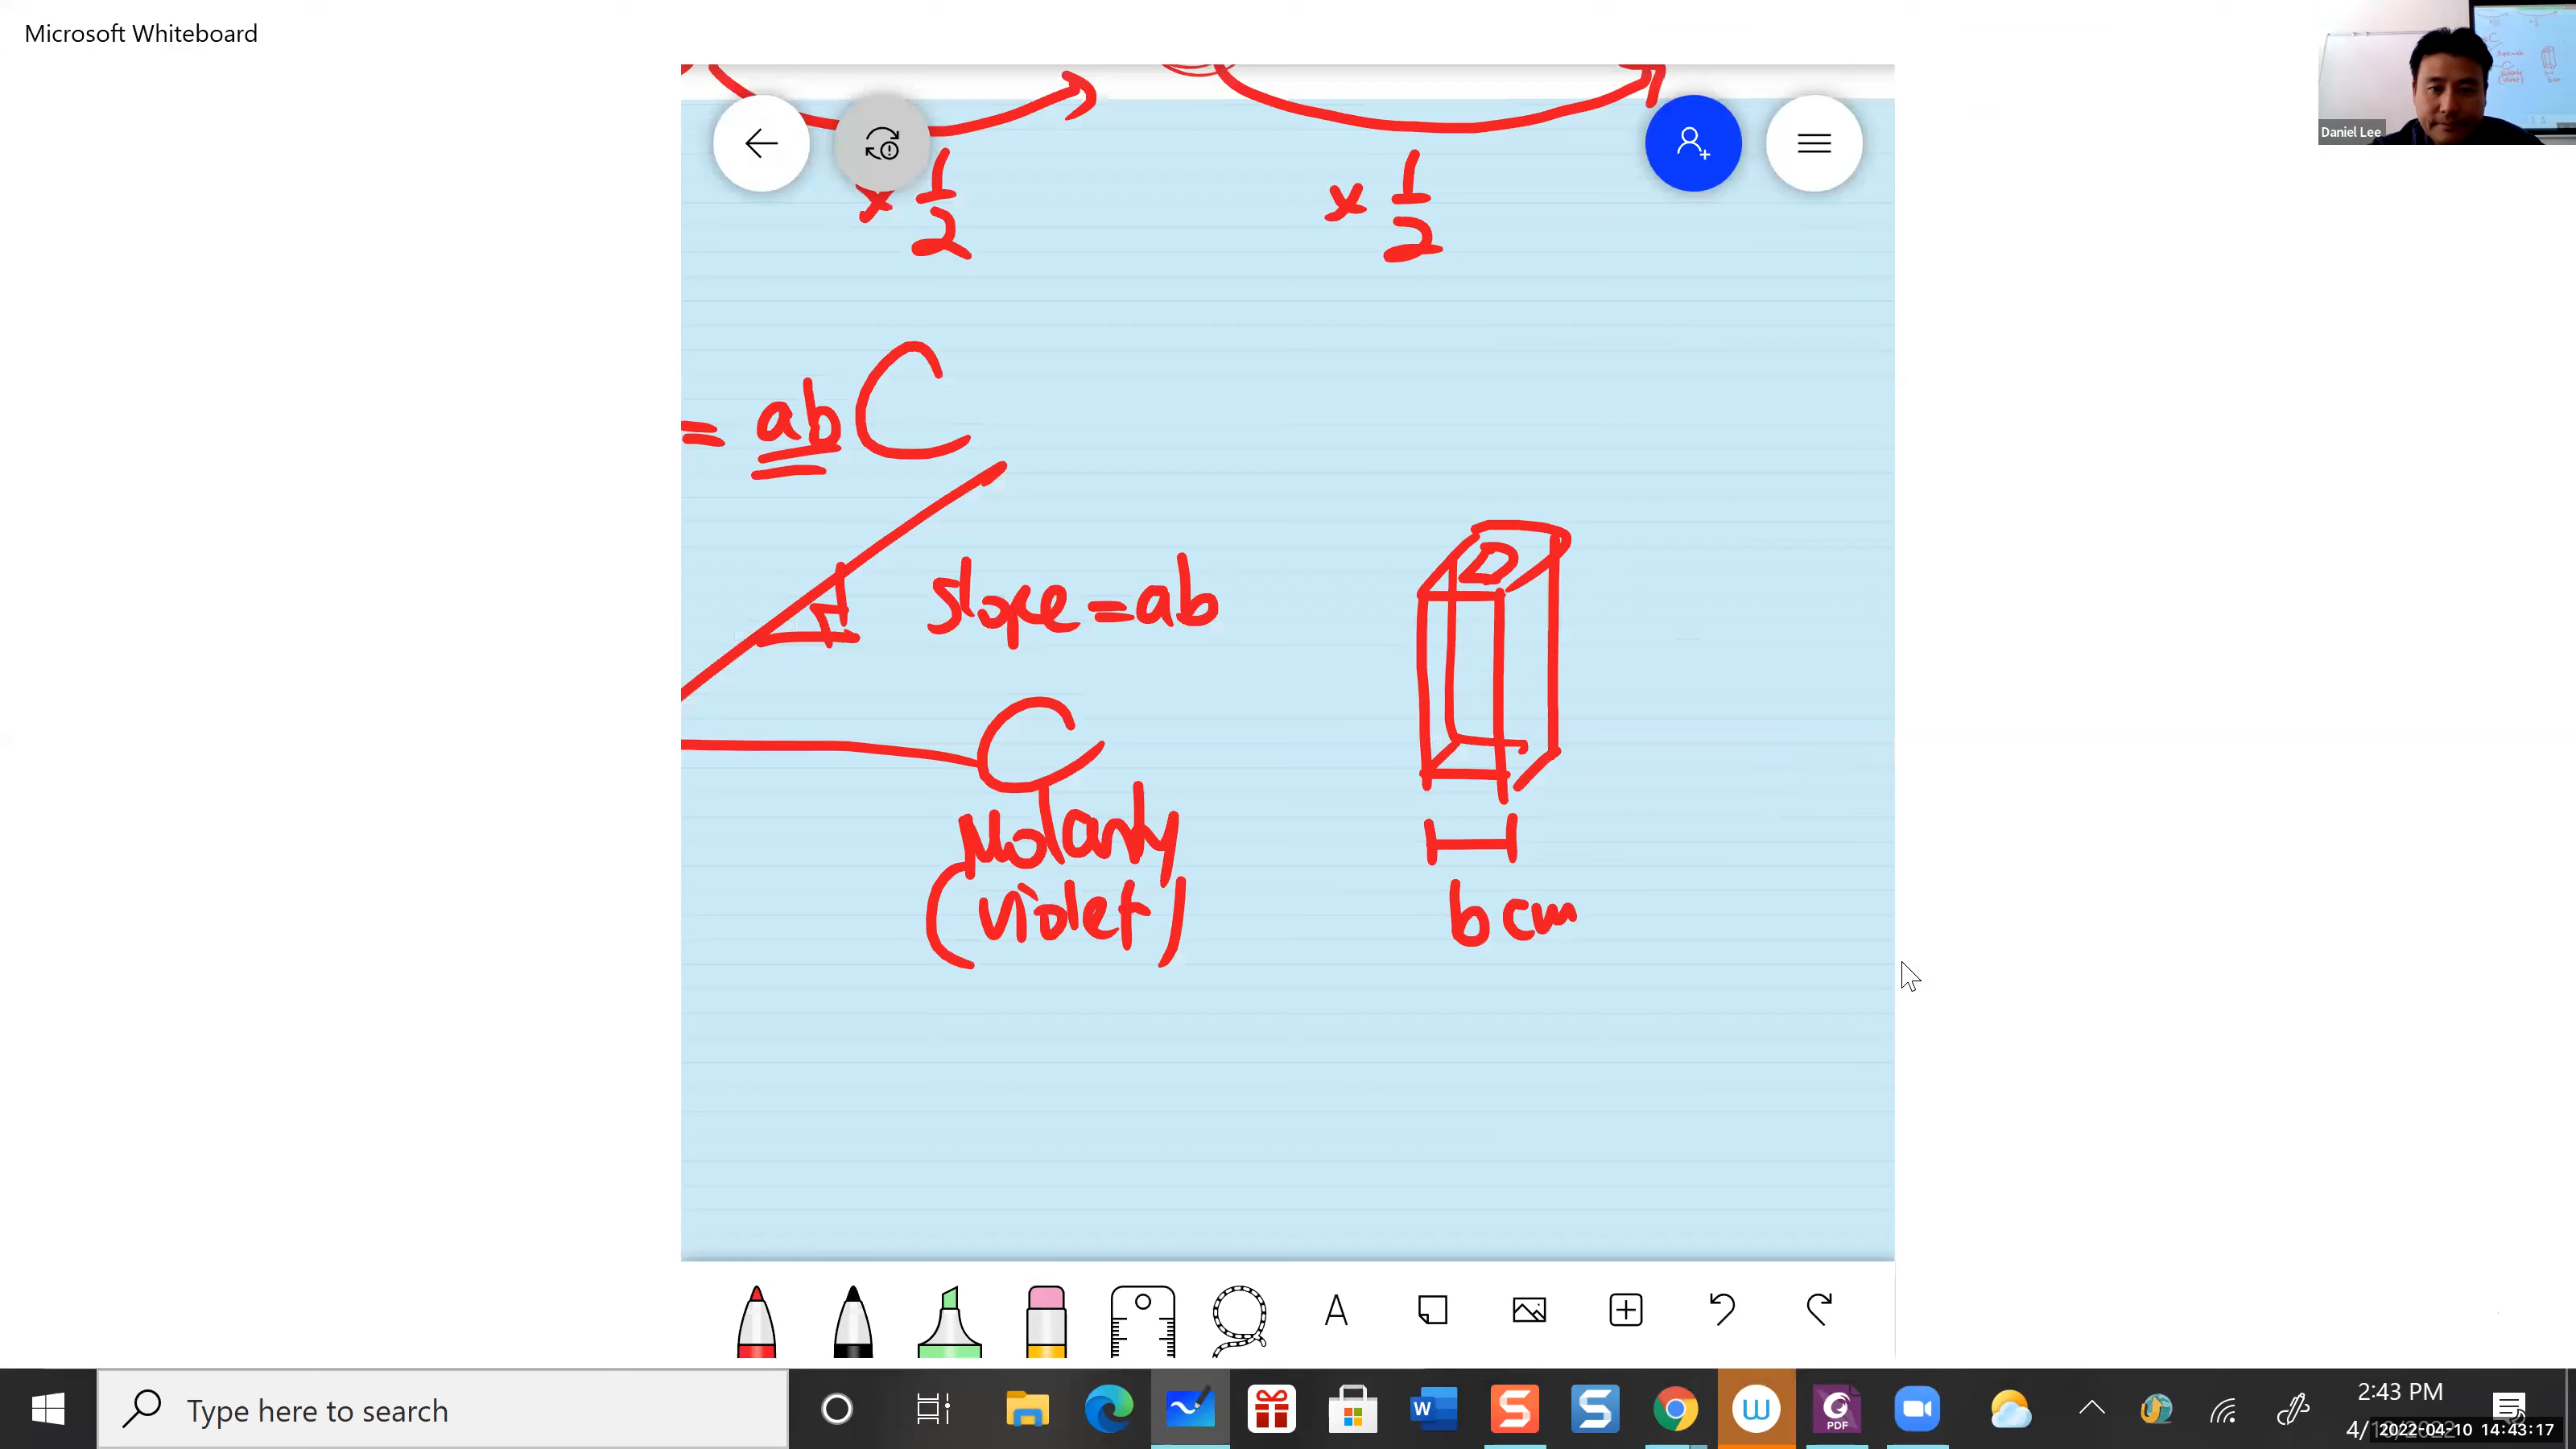 Microsoft Whiteboard
Daniel Lee
× 1/2
× 1/2
= abC
slope = ab
C
Molarity
(violet)
b cm
A
Type here to search
W
S
S
W
PDF
2:43 PM
2022-04-10 14:43:17